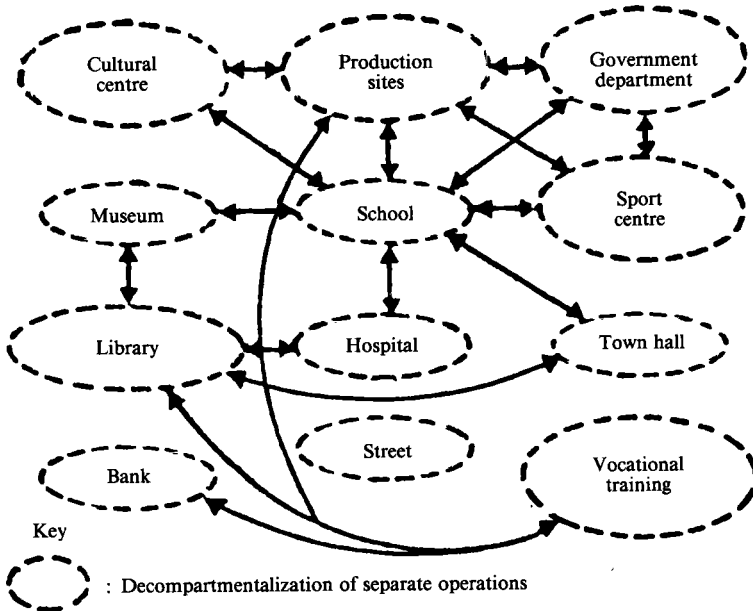 Cultural
centre
Production
sites
Government
department
Museum
School
Sport
centre
Library
Hospital
Town hall
Bank
Street
Vocational
training
Key
: Decompartmentalization of separate operations